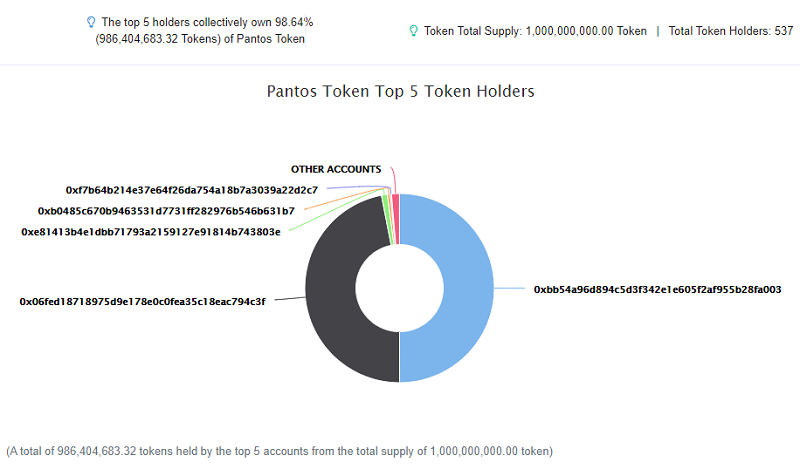 The top 5 holders collectively own 98.64%
(986,404,683.32 Tokens) of Pantos Token
Token Total Supply: 1,000,000,000.00 Token | Total Token Holders: 537
Pantos Token Top 5 Token Holders
OTHER ACCOUNTS
0xf7b64b214e37e64f26da754a18b7a3039a22d2c7
0xb0485c670b9463531d7731ff282976b546b631b7
0xe81413b4e1dbb71793a2159127e91814b743803e
0xbb54a96d894c5d3f342e1e605f2af955b28fa003
0x06fed18718975d9e178e0c0fea35c18eac794c3f
(A total of 986,404,683.32 tokens held by the top 5 accounts from the total supply of 1,000,000,000.00 token)